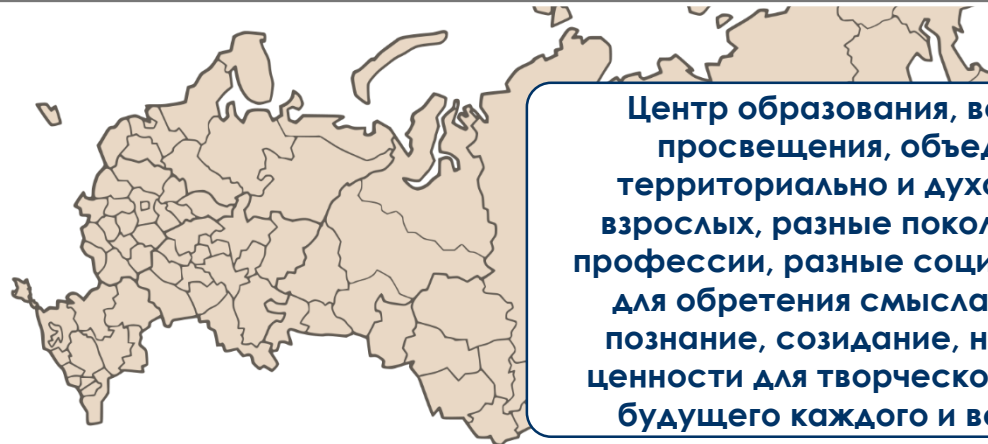 Центр образования, во
просвещения, объед
территориально и духо
взрослых, разные покол
профессии, разные соци
для обретения смысла
познание, созидание, н
ценности для творческо
будущего каждого и вс